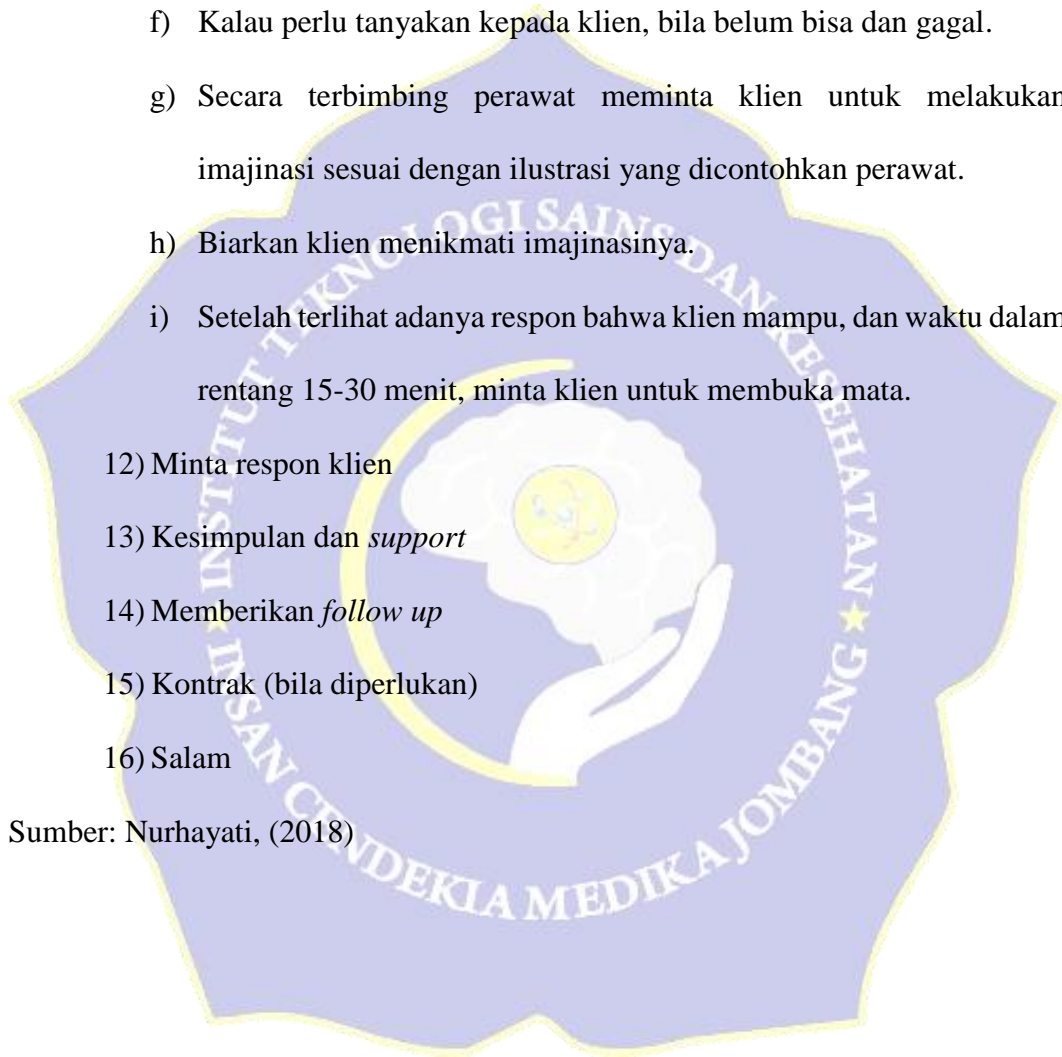 f) Kalau perlu tanyakan kepada klien, bila belum bisa dan gagal.
g) Secara terbimbing perawat meminta klien untuk melakukan
imajinasi sesuai dengan ilustrasi yang dicontohkan perawat.
h) Biarkan klien menikmati imajinasinya.
i) Setelah terlihat adanya respon bahwa klien mampu, dan waktu dalam
rentang 15-30 menit, minta klien untuk membuka mata.
12) Minta respon klien
13) Kesimpulan dan support
14) Memberikan follow up
15) Kontrak (bila diperlukan)
16) Salam
Sumber: Nurhayati, (2018)
INSTITUT TEKNOLOGI SAINS DAN KESEHATAN
INSAN CENDEKIA MEDIKA JOMBANG